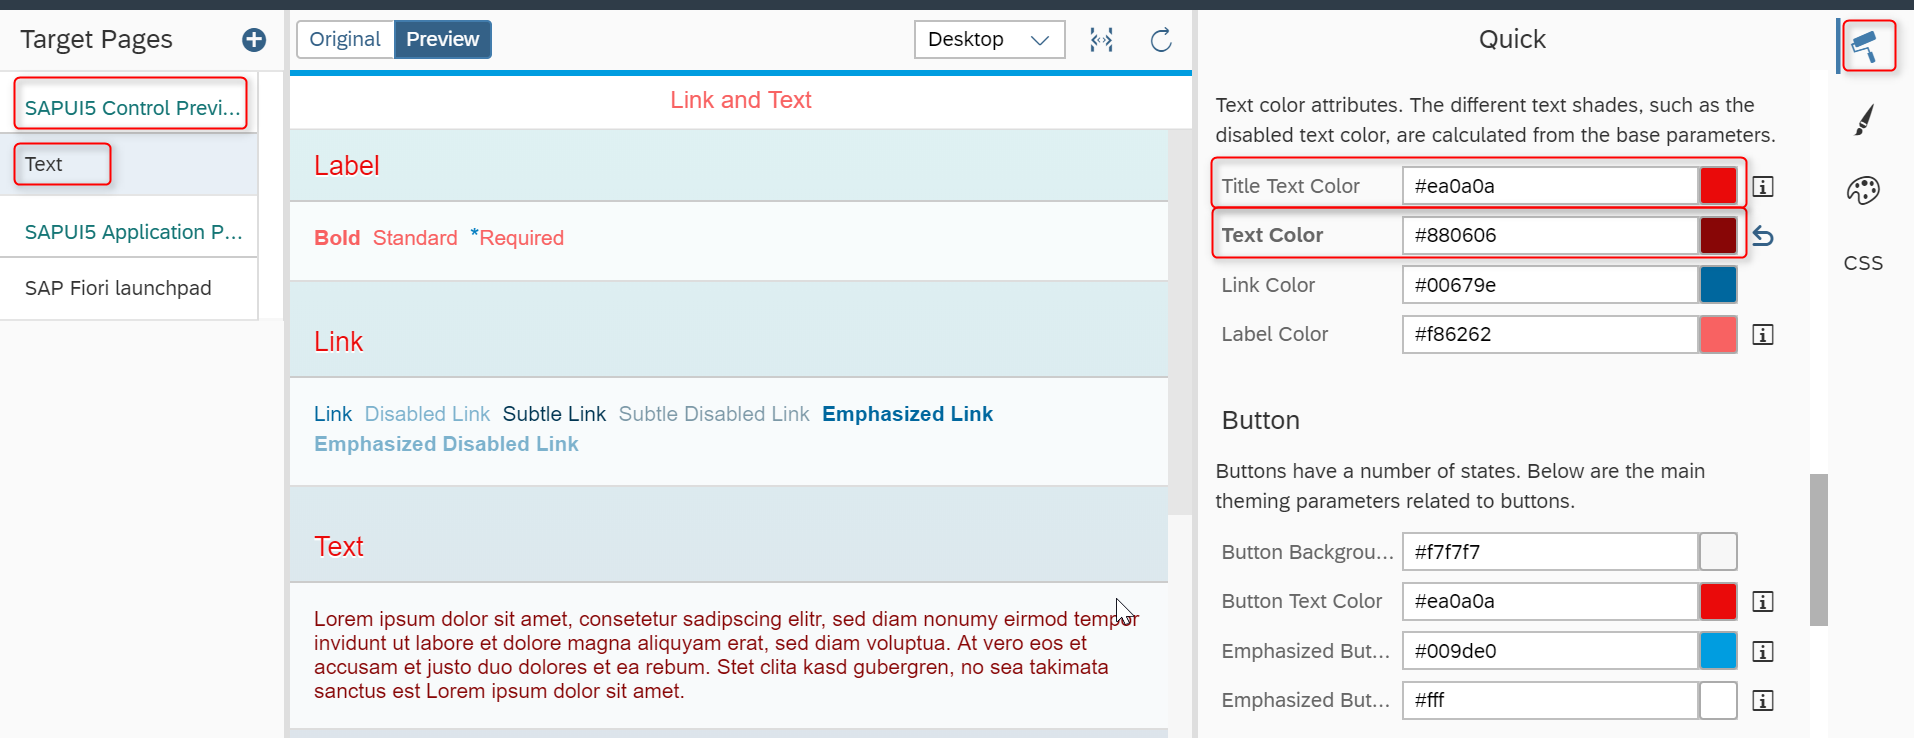 Target Pages
SAPUI5 Control Previ...
Text
SAPUI5 Application P...
SAP Fiori launchpad
Original
Preview
Desktop
Link and Text
Label
Bold Standard *Required
Link
Link Disabled Link Subtle Link Subtle Disabled Link Emphasized Link
Emphasized Disabled Link
Text
Lorem ipsum dolor sit amet, consetetur sadipscing elitr, sed diam nonumy eirmod tempor
invidunt ut labore et dolore magna aliquyam erat, sed diam voluptua. At vero eos et
accusam et justo duo dolores et ea rebum. Stet clita kasd gubergren, no sea takimata
sanctus est Lorem ipsum dolor sit amet.
Quick
Text color attributes. The different text shades, such as the
disabled text color, are calculated from the base parameters.
Title Text Color #ea0a0a
Text Color #880606
Link Color #00679e
Label Color #f86262
Button
Buttons have a number of states. Below are the main
theming parameters related to buttons.
Button Backgrou... #f7f7f7
Button Text Color #ea0a0a
Emphasized But... #009de0
Emphasized But... #fff
CSS